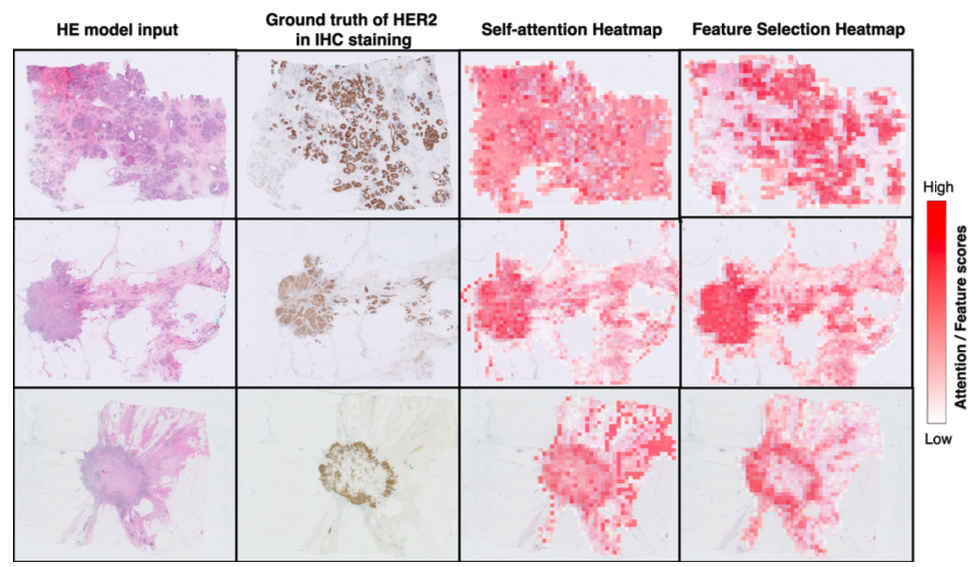 HE model input
Ground truth of HER2
in IHC staining
Self-attention Heatmap
Feature Selection Heatmap
High
Attention / Feature scores
Low